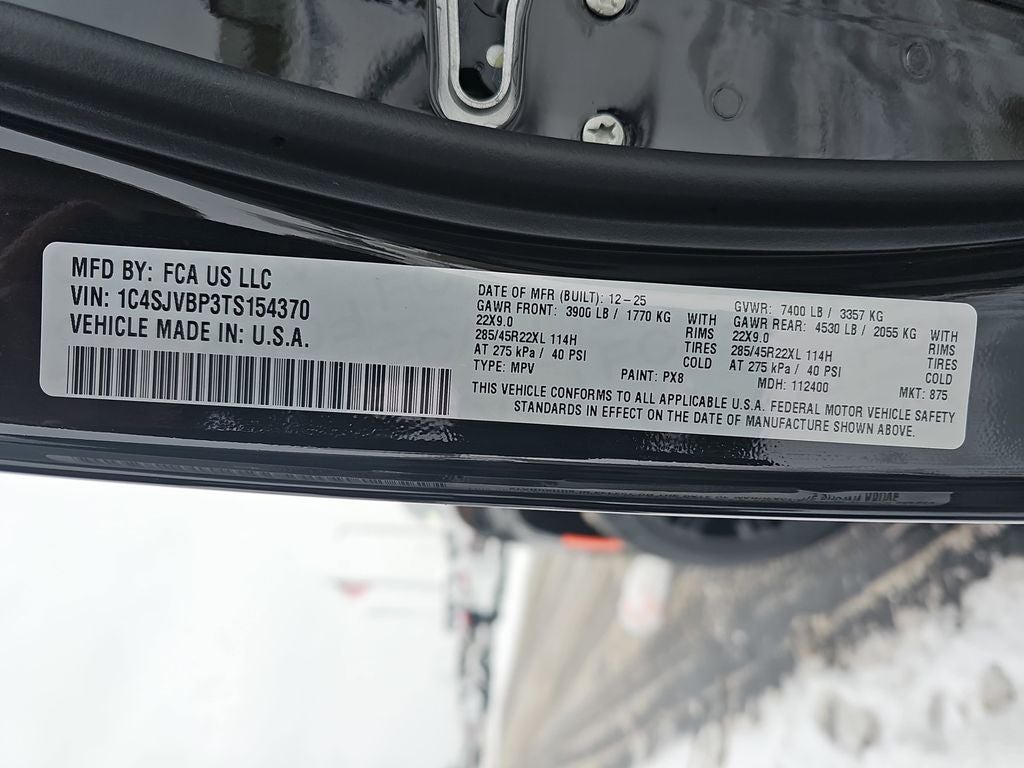 MFD BY: FCA US LLC
VIN: 1C4SJVBP3TS154370
VEHICLE MADE IN: U.S.A.
DATE OF MFR (BUILT): 12-25
GVWR: 7400 LB / 3357 KG
GAWR FRONT: 3900 LB / 1770 KG WITH
22X9.0 RIMS
285/45R22XL 114H TIRES
AT 275 kPa / 40 PSI COLD
GAWR REAR: 4530 LB / 2055 KG WITH
22X9.0 RIMS
285/45R22XL 114H TIRES
AT 275 kPa / 40 PSI COLD
TYPE: MPV PAINT: PX8 MDH: 112400 MKT: 875
THIS VEHICLE CONFORMS TO ALL APPLICABLE U.S.A. FEDERAL MOTOR VEHICLE SAFETY
STANDARDS IN EFFECT ON THE DATE OF MANUFACTURE SHOWN ABOVE.